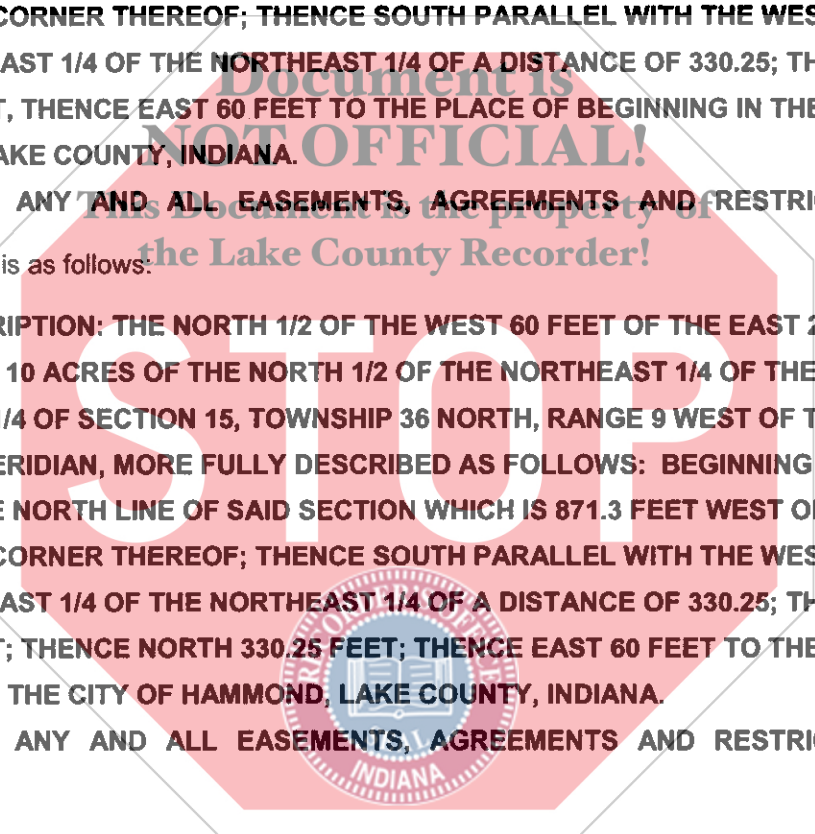 CORNER THEREOF; THENCE SOUTH PARALLEL WITH THE WES
AST 1/4 OF THE NORTHEAST 1/4 OF A DISTANCE OF 330.25; TH
Document is
T, THENCE EAST 60 FEET TO THE PLACE OF BEGINNING IN THE
NOT OFFICIAL!
AKE COUNTY, INDIANA.
ANY AND ALL EASEMENTS, AGREEMENTS AND RESTRI
This Document is the property of
the Lake County Recorder!
is as follows:
RIPTION: THE NORTH 1/2 OF THE WEST 60 FEET OF THE EAST 2
10 ACRES OF THE NORTH 1/2 OF THE NORTHEAST 1/4 OF THE
1/4 OF SECTION 15, TOWNSHIP 36 NORTH, RANGE 9 WEST OF T
ERIDIAN, MORE FULLY DESCRIBED AS FOLLOWS: BEGINNING
STOP
E NORTH LINE OF SAID SECTION WHICH IS 871.3 FEET WEST O
CORNER THEREOF; THENCE SOUTH PARALLEL WITH THE WES
AST 1/4 OF THE NORTHEAST 1/4 OF A DISTANCE OF 330.25; TH
T; THENCE NORTH 330.25 FEET; THENCE EAST 60 FEET TO THE
THE CITY OF HAMMOND, LAKE COUNTY, INDIANA.
ANY AND ALL EASEMENTS, AGREEMENTS AND RESTRI
RECORDER'S OFFICE
SEAL
INDIANA